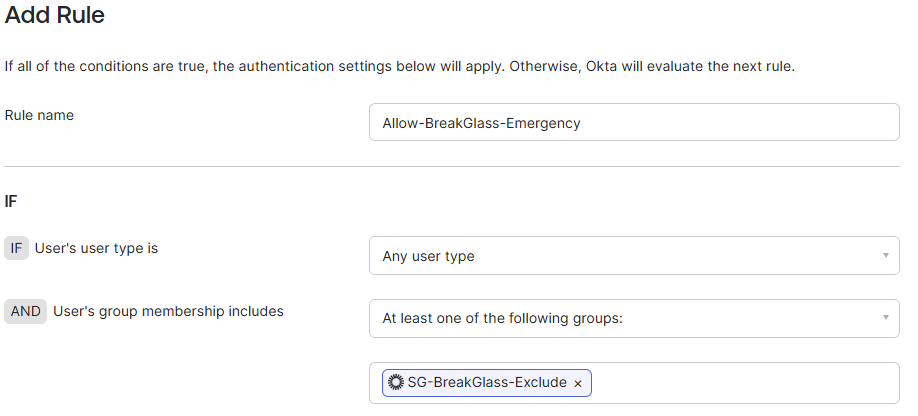 Add Rule
If all of the conditions are true, the authentication settings below will apply. Otherwise, Okta will evaluate the next rule.
Rule name
Allow-BreakGlass-Emergency
IF
IF User's user type is
Any user type
AND User's group membership includes
At least one of the following groups:
SG-BreakGlass-Exclude ×